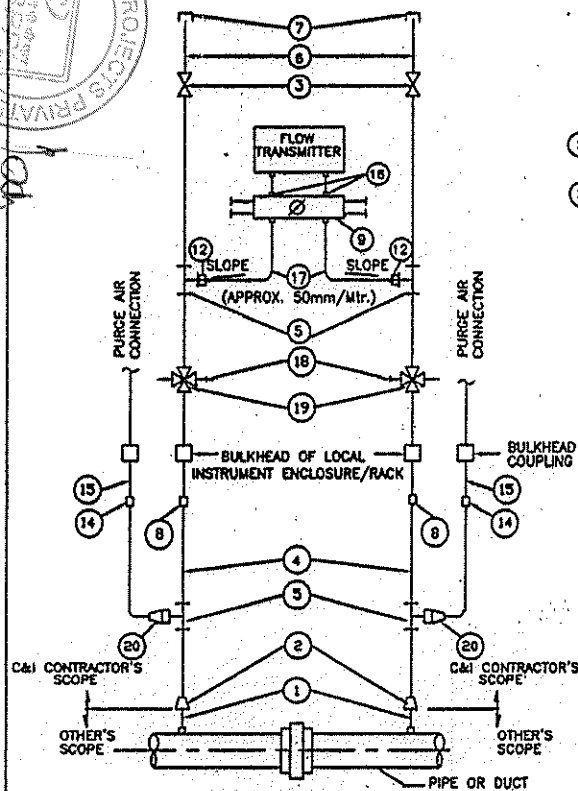 PROJECTS PRIVAT
7
6
3
FLOW
TRANSMITTER
16
9
12
SLOPE
17
SLOPE
12
(APPROX. 50mm/Mtr.)
5
PURGE AIR
CONNECTION
PURGE AIR
CONNECTION
18
19
BULKHEAD OF LOCAL
INSTRUMENT ENCLOSURE/RACK
BULKHEAD
COUPLING
15
15
14
14
8
8
4
5
20
20
2
C&I CONTRACTOR'S
SCOPE
C&I CONTRACTOR'S
SCOPE'
1
OTHER'S
SCOPE
OTHER'S
SCOPE
PIPE OR DUCT